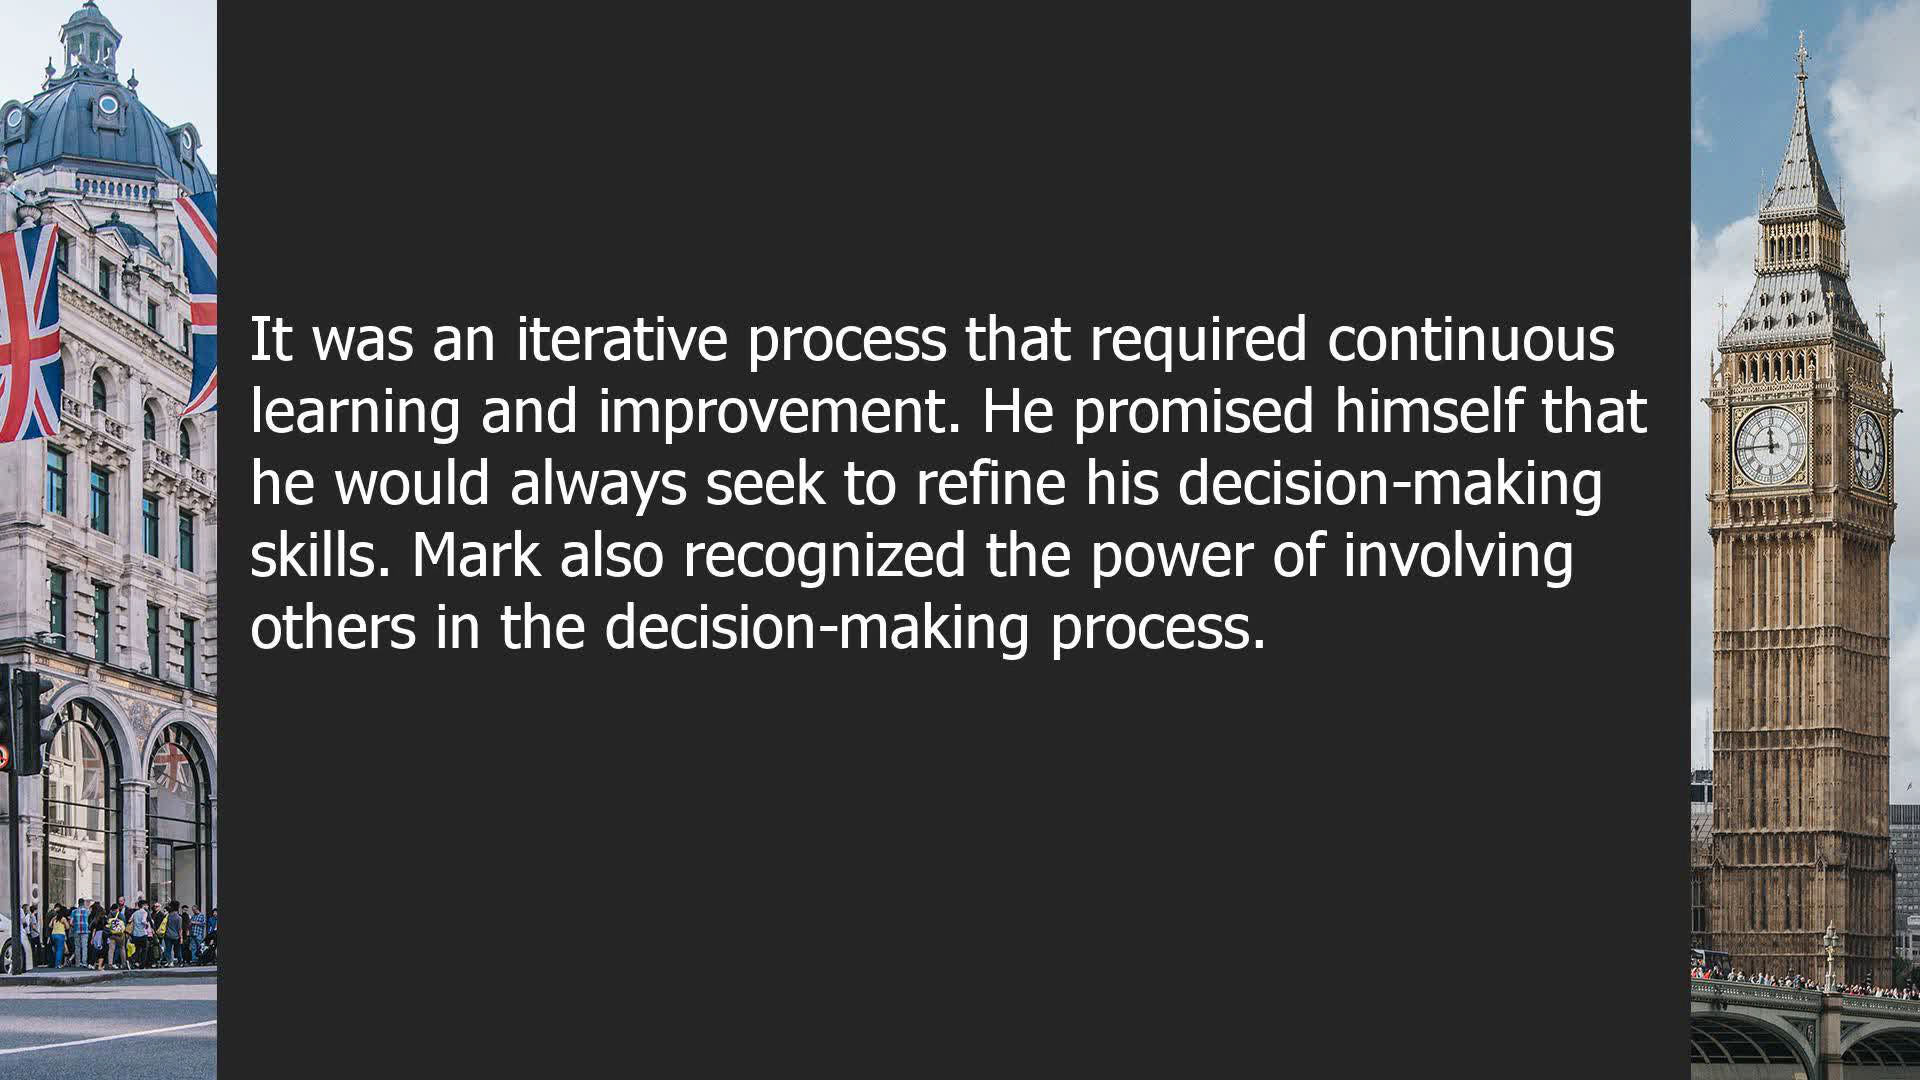 It was an iterative process that required continuous
learning and improvement. He promised himself that
he would always seek to refine his decision-making
skills. Mark also recognized the power of involving
others in the decision-making process.